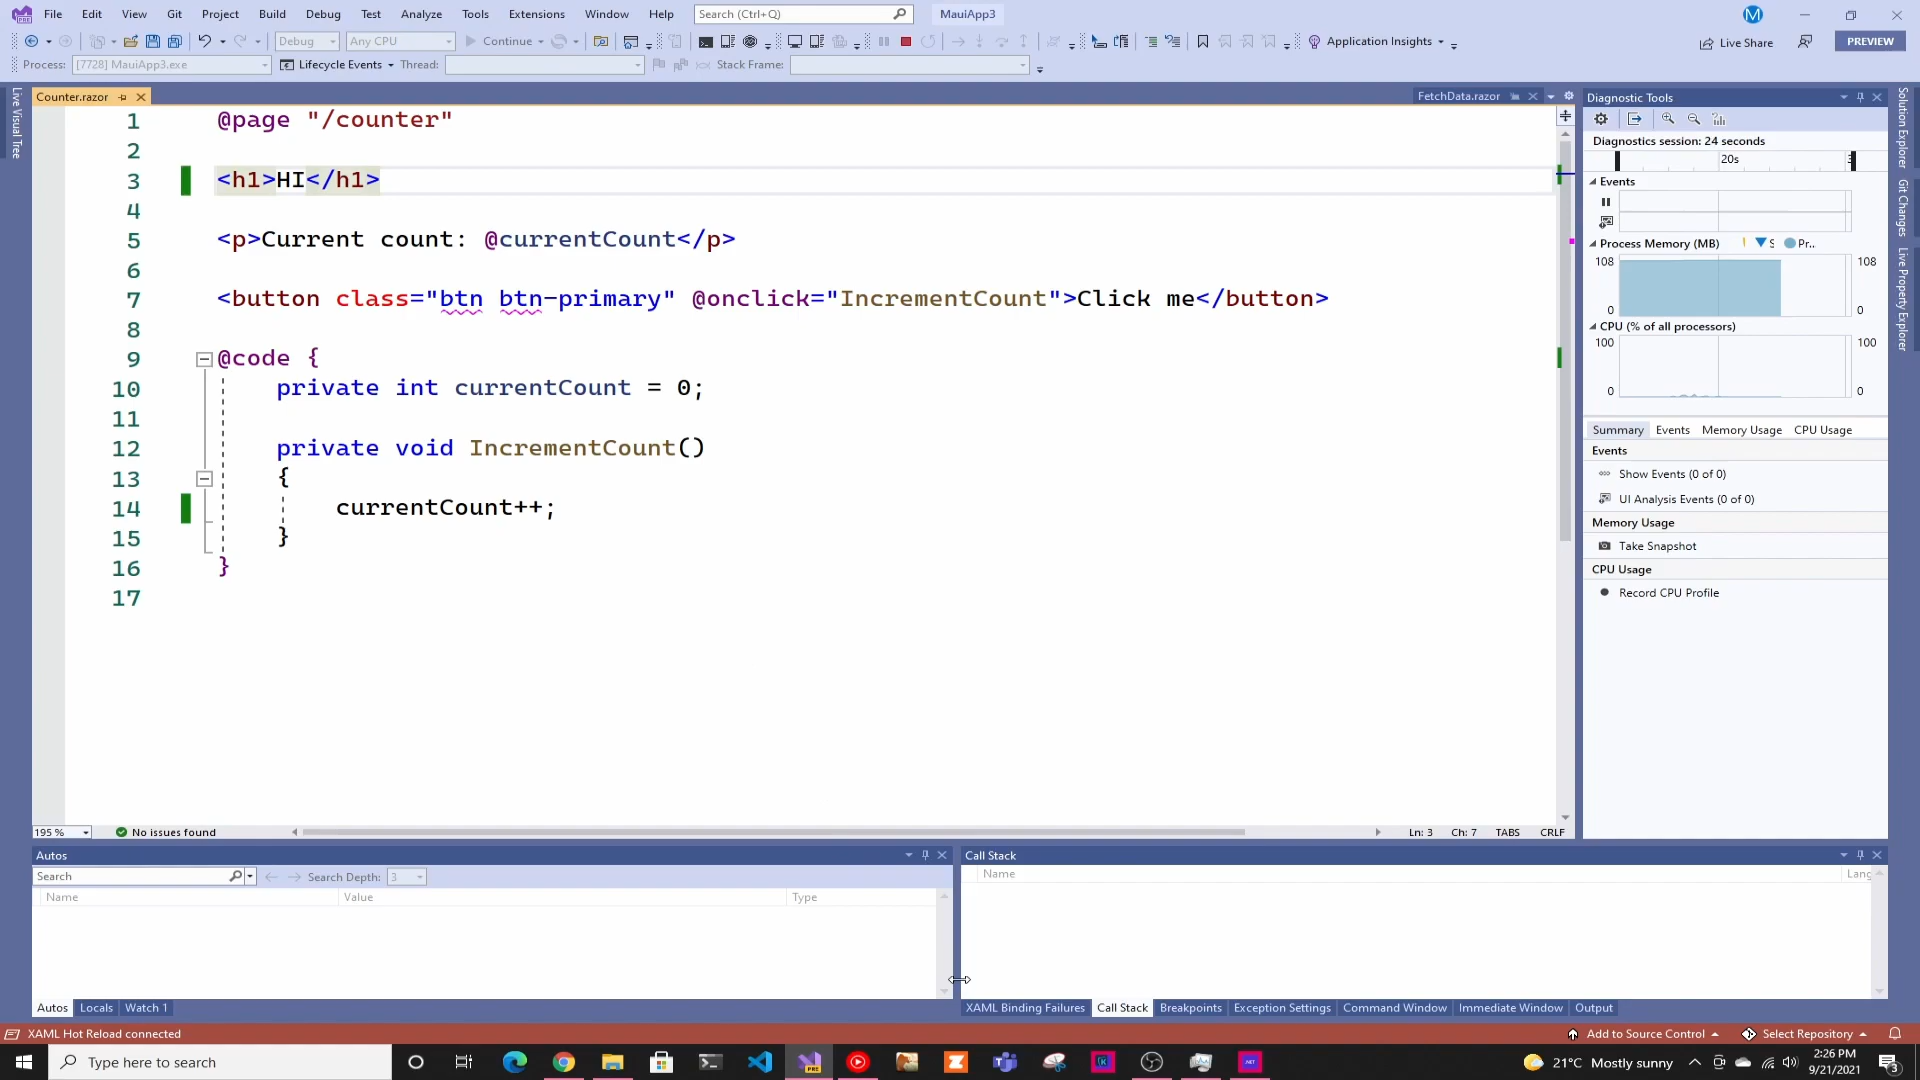 File Edit View Git Project Build Debug Test Analyze Tools Extensions Window Help Search (Ctrl+Q) MauiApp3 M
Debug Any CPU Continue Application Insights Live Share PREVIEW
Process: [7728] MauiApp3.exe Lifecycle Events Thread: Stack Frame:
Live Visual Tree
Counter.razor
FetchData.razor
1 @page "/counter"
2
3 <h1>HI</h1>
4
5 <p>Current count: @currentCount</p>
6
7 <button class="btn btn-primary" @onclick="IncrementCount">Click me</button>
8
9 @code {
10 private int currentCount = 0;
11
12 private void IncrementCount()
13 {
14 currentCount++;
15 }
16 }
17
195 % No issues found Ln: 3 Ch: 7 TABS CRLF
Diagnostic Tools
Diagnostics session: 24 seconds
20s
Events
Process Memory (MB) S Pr...
108 108
0 0
CPU (% of all processors)
100 100
0 0
Summary Events Memory Usage CPU Usage
Events
Show Events (0 of 0)
UI Analysis Events (0 of 0)
Memory Usage
Take Snapshot
CPU Usage
Record CPU Profile
Solution Explorer
Git Changes
Live Property Explorer
Autos
Search Search Depth: 3
Name Value Type
Autos Locals Watch 1
Call Stack
Name Lang
XAML Binding Failures Call Stack Breakpoints Exception Settings Command Window Immediate Window Output
XAML Hot Reload connected Add to Source Control Select Repository
Type here to search
PRE
.NET
21°C Mostly sunny
2:26 PM
9/21/2021
3